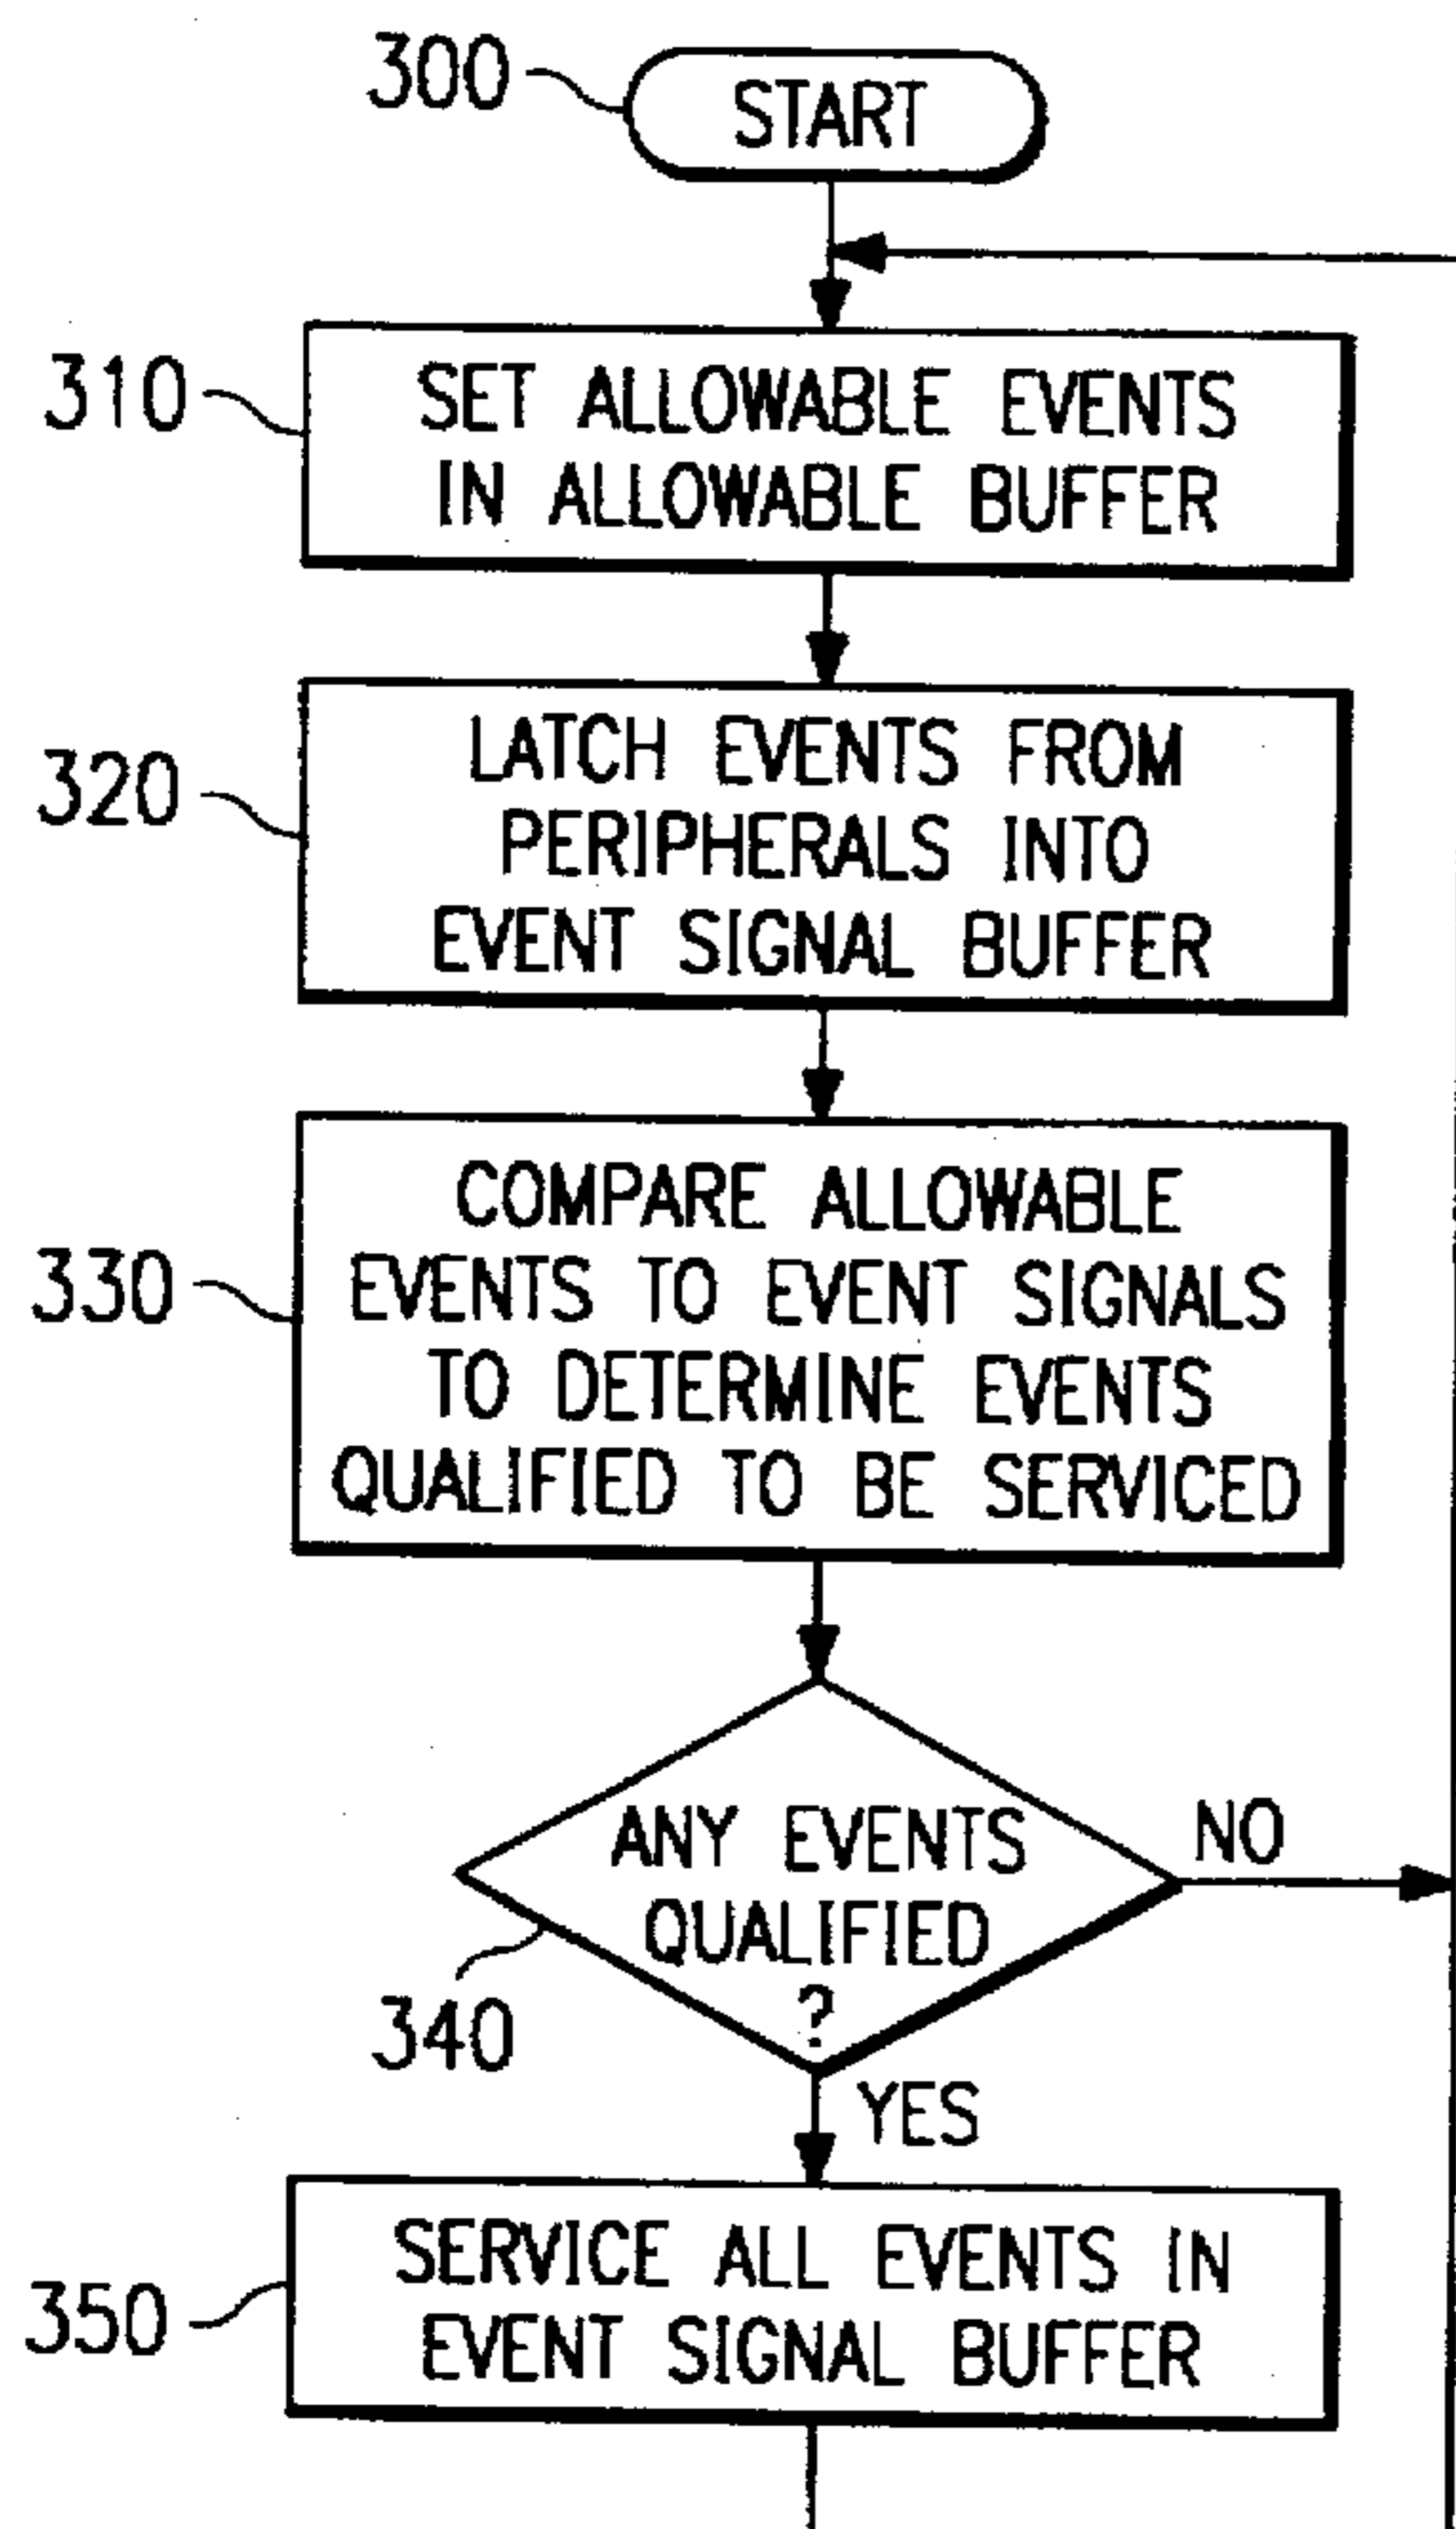 300
START
310
SET ALLOWABLE EVENTS
IN ALLOWABLE BUFFER
320
LATCH EVENTS FROM
PERIPHERALS INTO
EVENT SIGNAL BUFFER
330
COMPARE ALLOWABLE
EVENTS TO EVENT SIGNALS
TO DETERMINE EVENTS
QUALIFIED TO BE SERVICED
ANY EVENTS
QUALIFIED
?
NO
340
YES
350
SERVICE ALL EVENTS IN
EVENT SIGNAL BUFFER